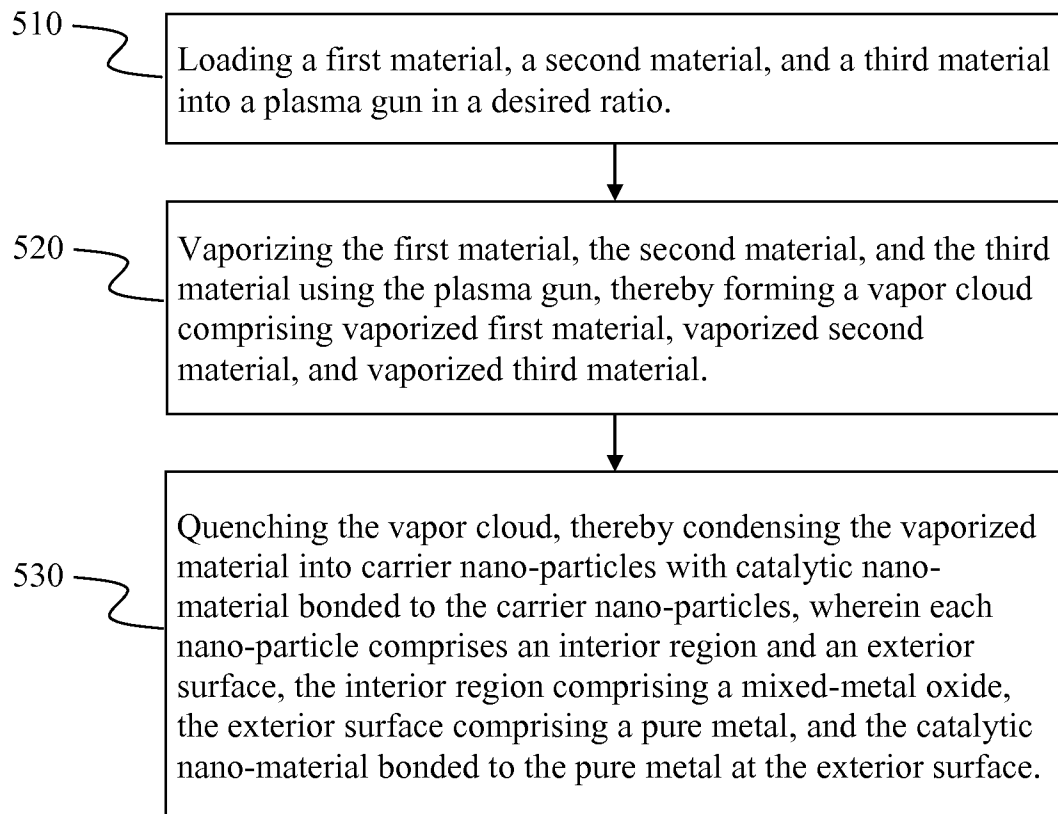 510
Loading a first material, a second material, and a third material
into a plasma gun in a desired ratio.
520
Vaporizing the first material, the second material, and the third
material using the plasma gun, thereby forming a vapor cloud
comprising vaporized first material, vaporized second
material, and vaporized third material.
530
Quenching the vapor cloud, thereby condensing the vaporized
material into carrier nano-particles with catalytic nano-
material bonded to the carrier nano-particles, wherein each
nano-particle comprises an interior region and an exterior
surface, the interior region comprising a mixed-metal oxide,
the exterior surface comprising a pure metal, and the catalytic
nano-material bonded to the pure metal at the exterior surface.